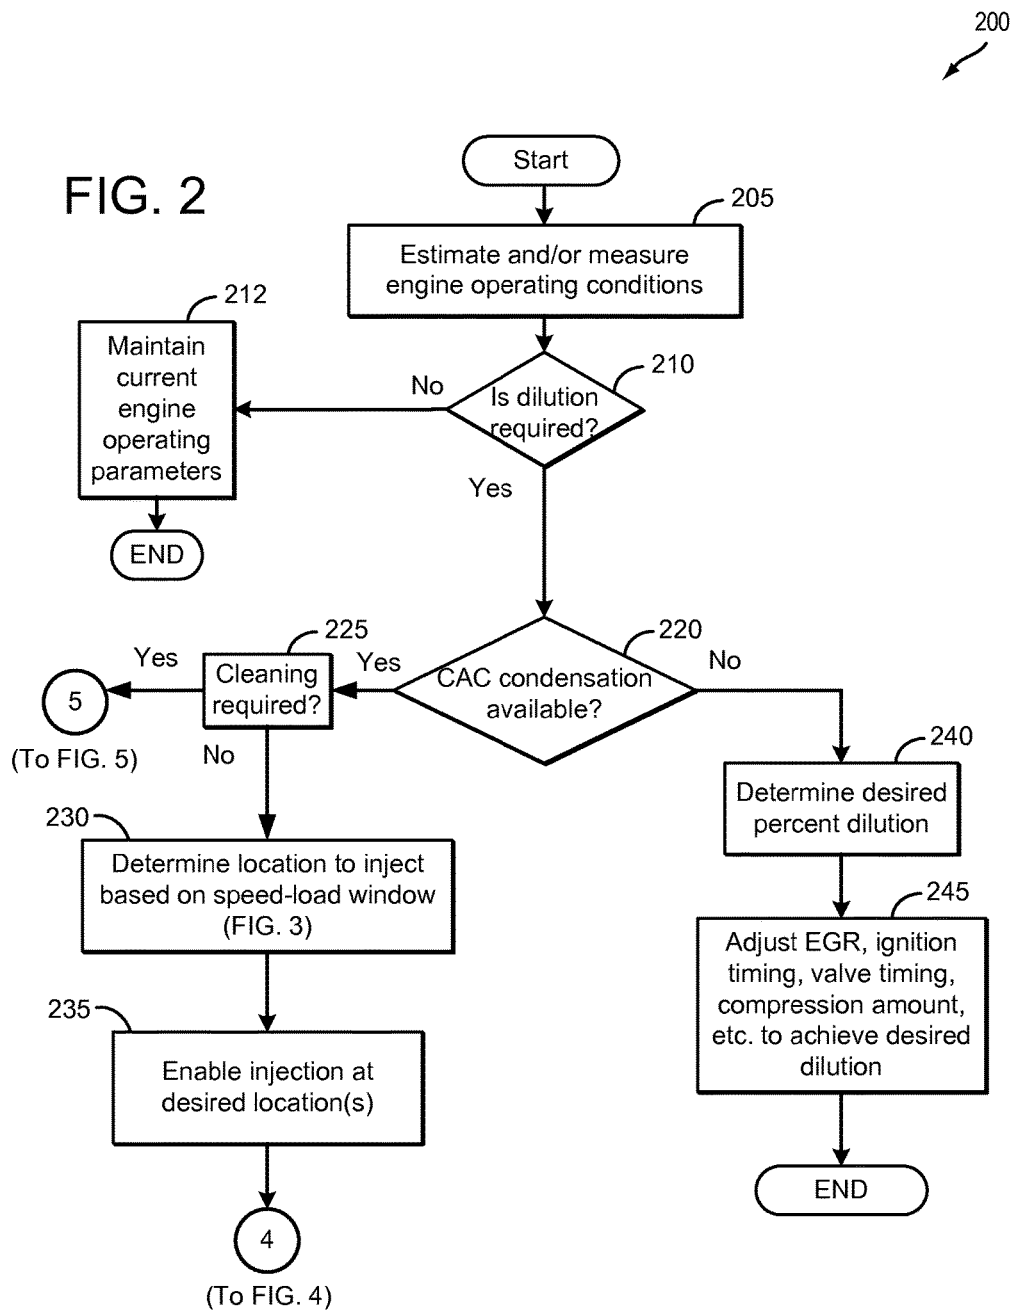 200
FIG. 2
Start
205
Estimate and/or measure
engine operating conditions
212
Maintain
current
engine
operating
parameters
END
No
210
Is dilution
required?
Yes
220
CAC condensation
available?
Yes
No
225
Cleaning
required?
Yes
5
(To FIG. 5)
No
230
Determine location to inject
based on speed-load window
(FIG. 3)
235
Enable injection at
desired location(s)
4
(To FIG. 4)
240
Determine desired
percent dilution
245
Adjust EGR, ignition
timing, valve timing,
compression amount,
etc. to achieve desired
dilution
END